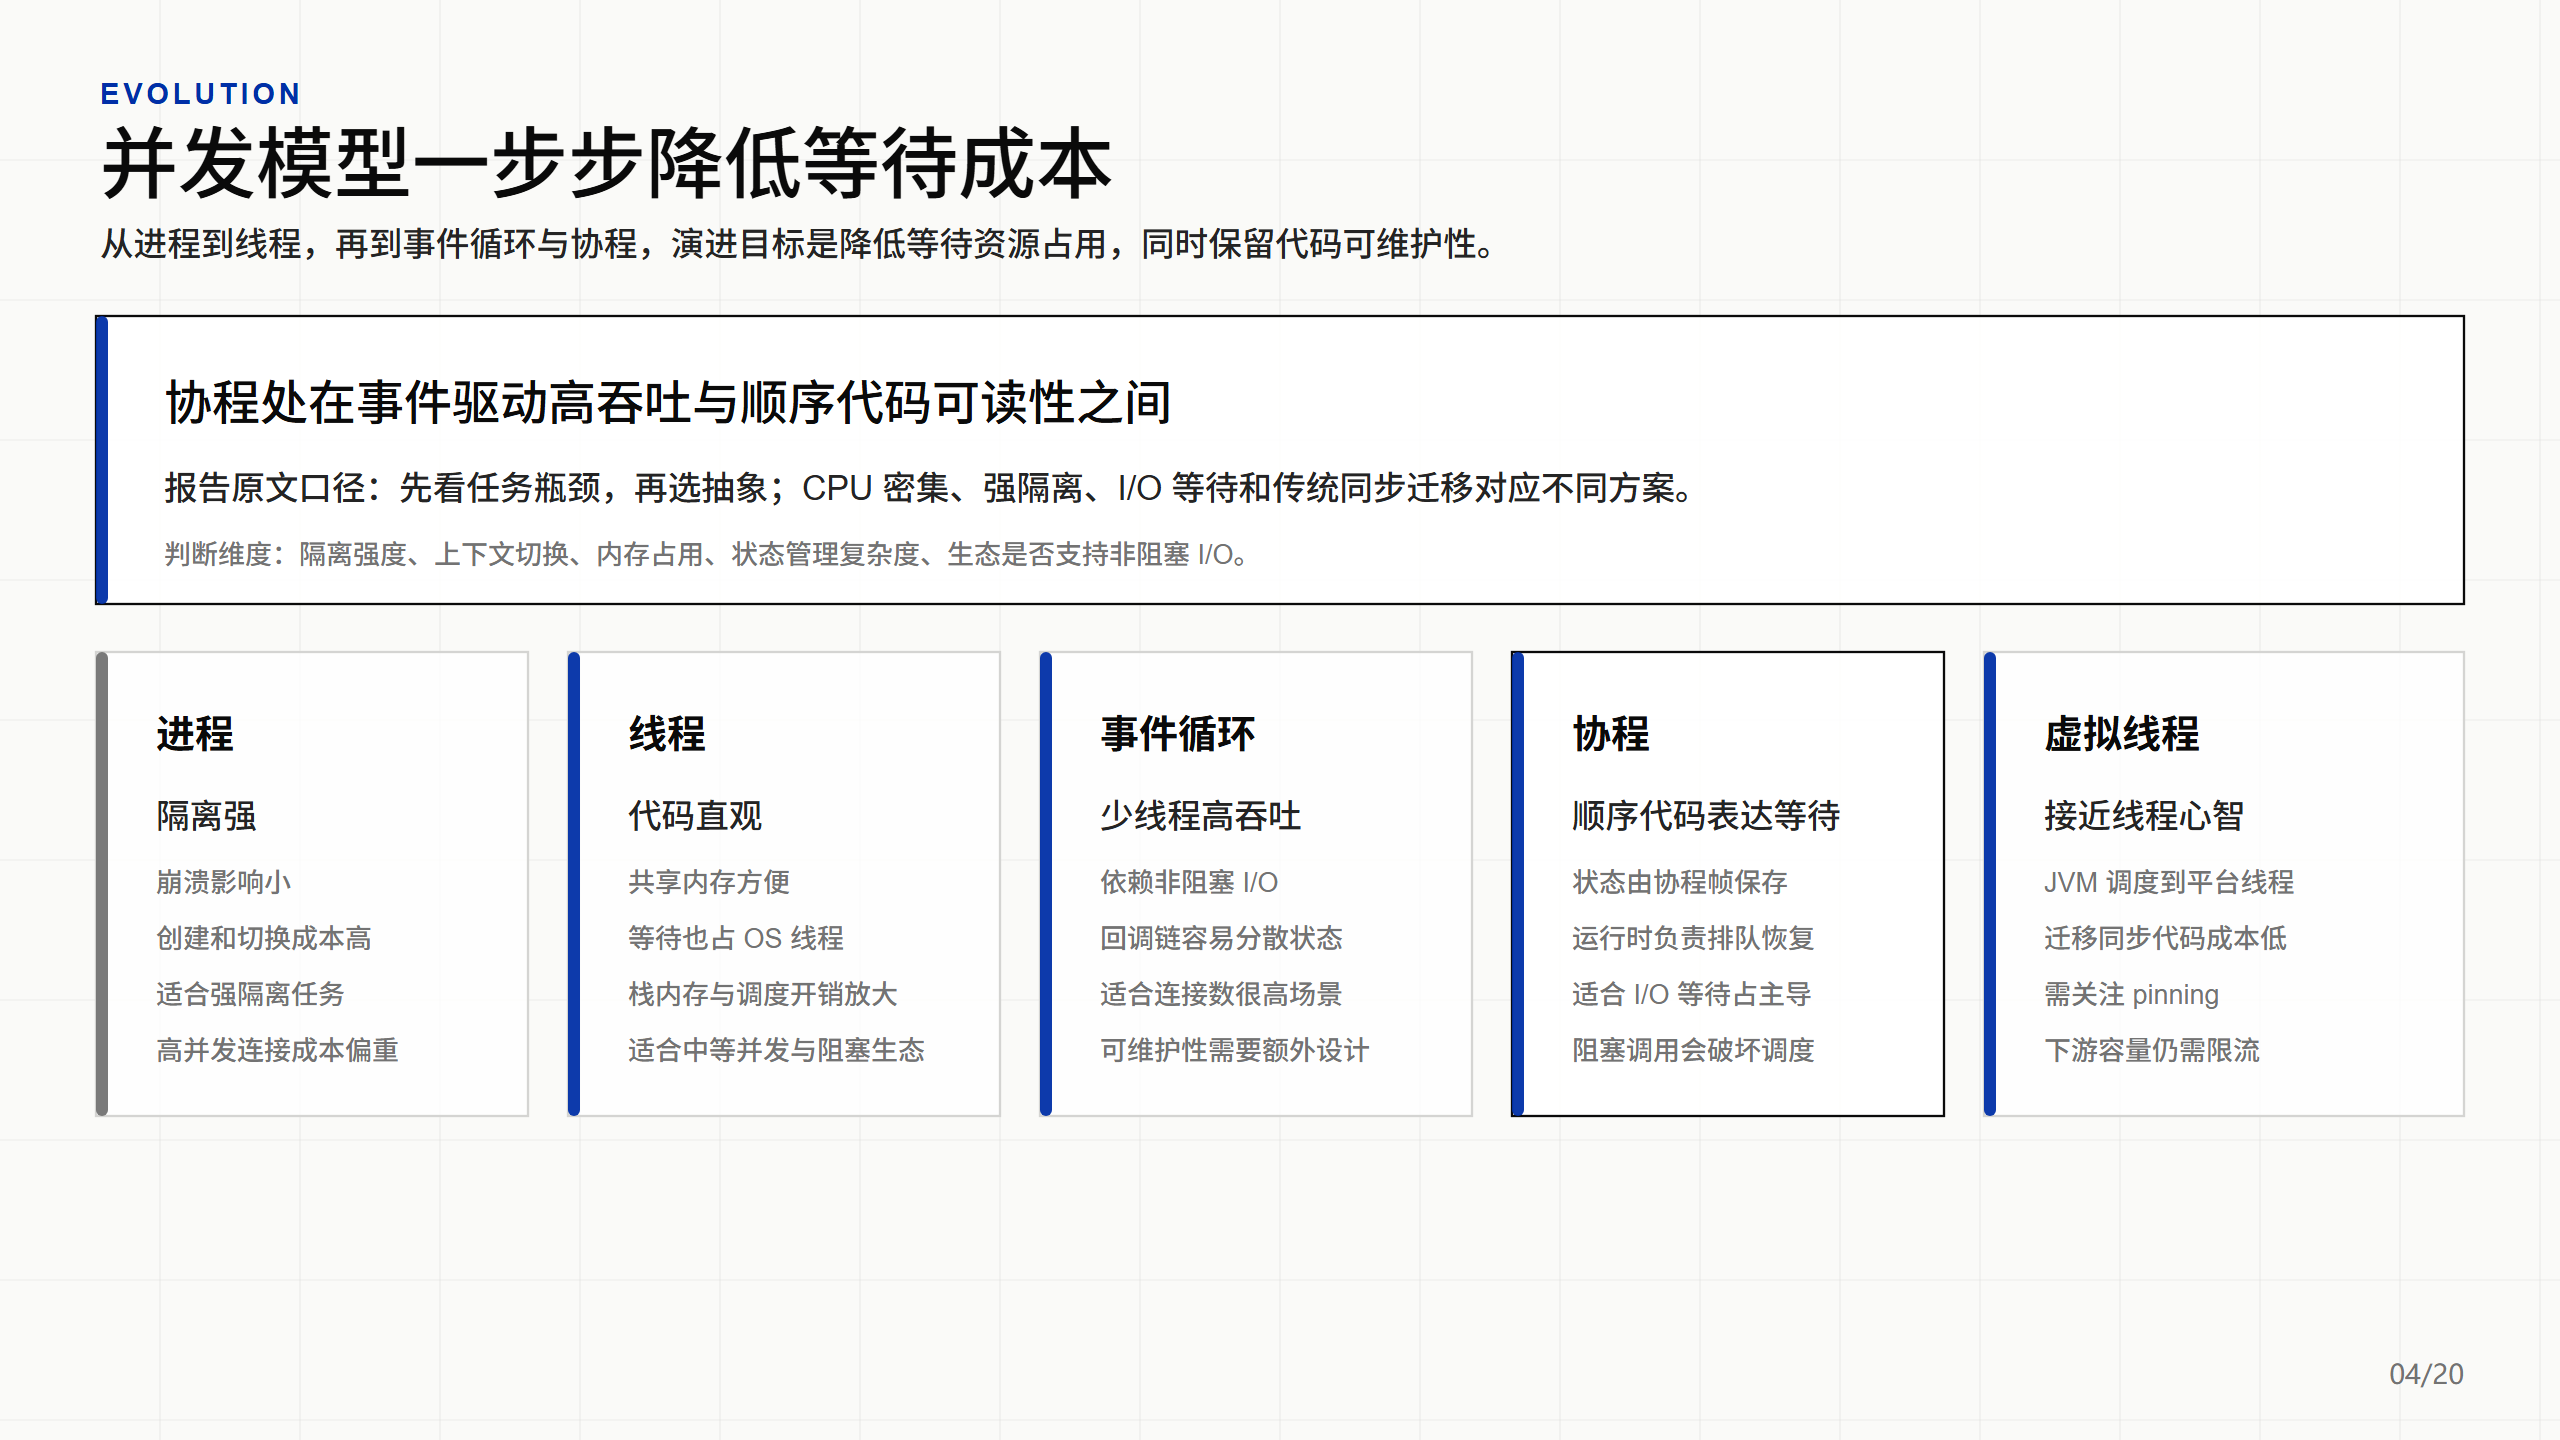 EVOLUTION
并发模型一步步降低等待成本
从进程到线程，再到事件循环与协程，演进目标是降低等待资源占用，同时保留代码可维护性。
协程处在事件驱动高吞吐与顺序代码可读性之间
报告原文口径：先看任务瓶颈，再选抽象；CPU 密集、强隔离、I/O 等待和传统同步迁移对应不同方案。
判断维度：隔离强度、上下文切换、内存占用、状态管理复杂度、生态是否支持非阻塞 I/O。
进程
隔离强
崩溃影响小
创建和切换成本高
适合强隔离任务
高并发连接成本偏重
线程
代码直观
共享内存方便
等待也占 OS 线程
栈内存与调度开销放大
适合中等并发与阻塞生态
事件循环
少线程高吞吐
依赖非阻塞 I/O
回调链容易分散状态
适合连接数很高场景
可维护性需要额外设计
协程
顺序代码表达等待
状态由协程帧保存
运行时负责排队恢复
适合 I/O 等待占主导
阻塞调用会破坏调度
虚拟线程
接近线程心智
JVM 调度到平台线程
迁移同步代码成本低
需关注 pinning
下游容量仍需限流
04/20